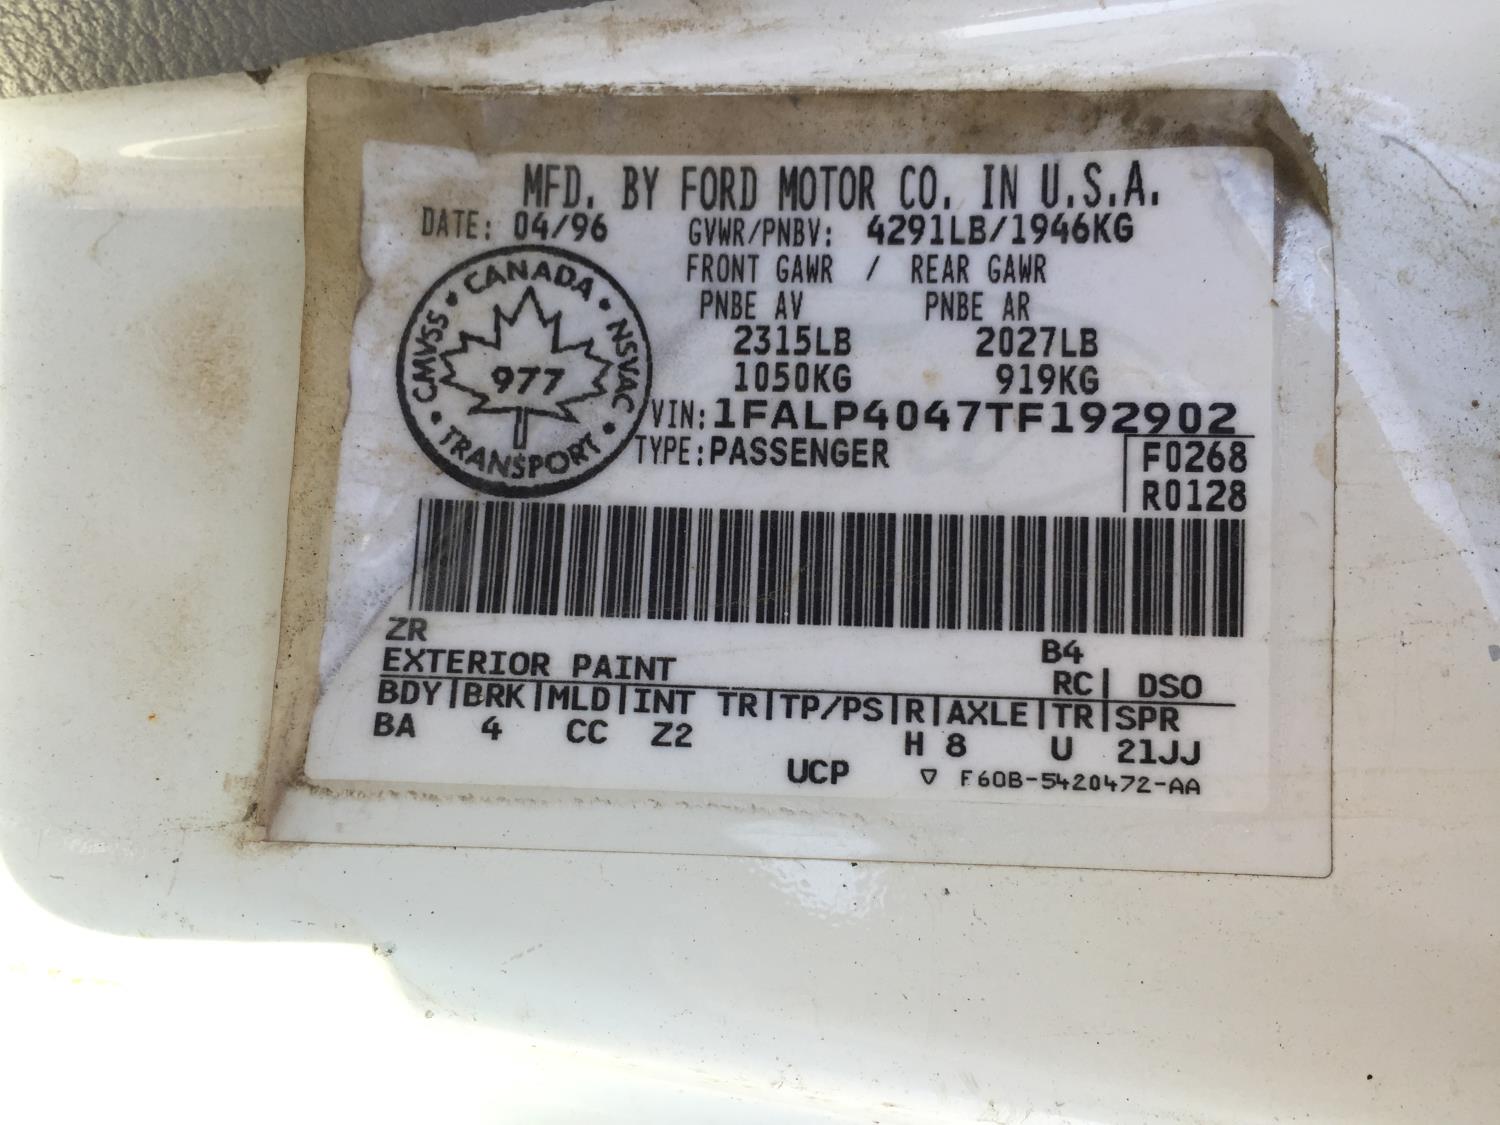 MFD. BY FORD MOTOR CO. IN U.S.A.
DATE: 04/96 GVWR/PNBV: 4291LB/1946KG
FRONT GAWR / REAR GAWR
PNBE AV PNBE AR
2315LB 2027LB
1050KG 919KG
CANADA
CMVSS NSVAC
977
TRANSPORT
VIN: 1FALP4047TF192902
TYPE: PASSENGER F0268
R0128
ZR B4
EXTERIOR PAINT RC| DSO
BDY|BRK|MLD|INT TR|TP/PS|R|AXLE|TR|SPR
BA 4 CC Z2 H 8 U 21JJ
UCP ▽ F60B-5420472-AA